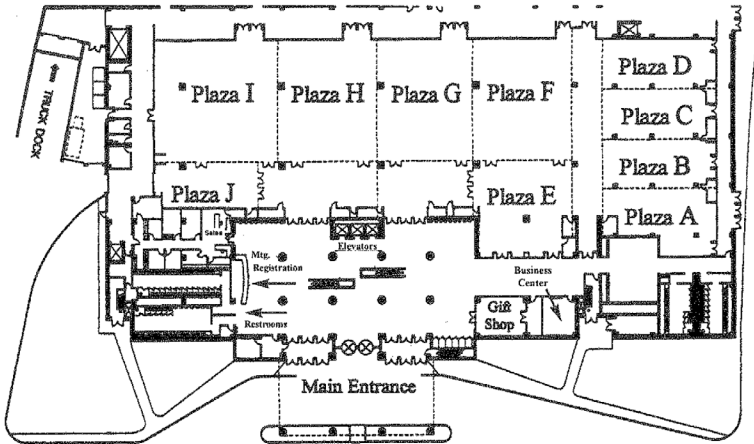 Plaza D
Plaza I
Plaza H
Plaza G
Plaza F
Plaza C
TRUCK DOCK
Plaza B
Plaza J
Plaza E
Plaza A
Sales
Elevators
Mtg.
Registration
Business
Center
Gift
Shop
Restrooms
Main Entrance